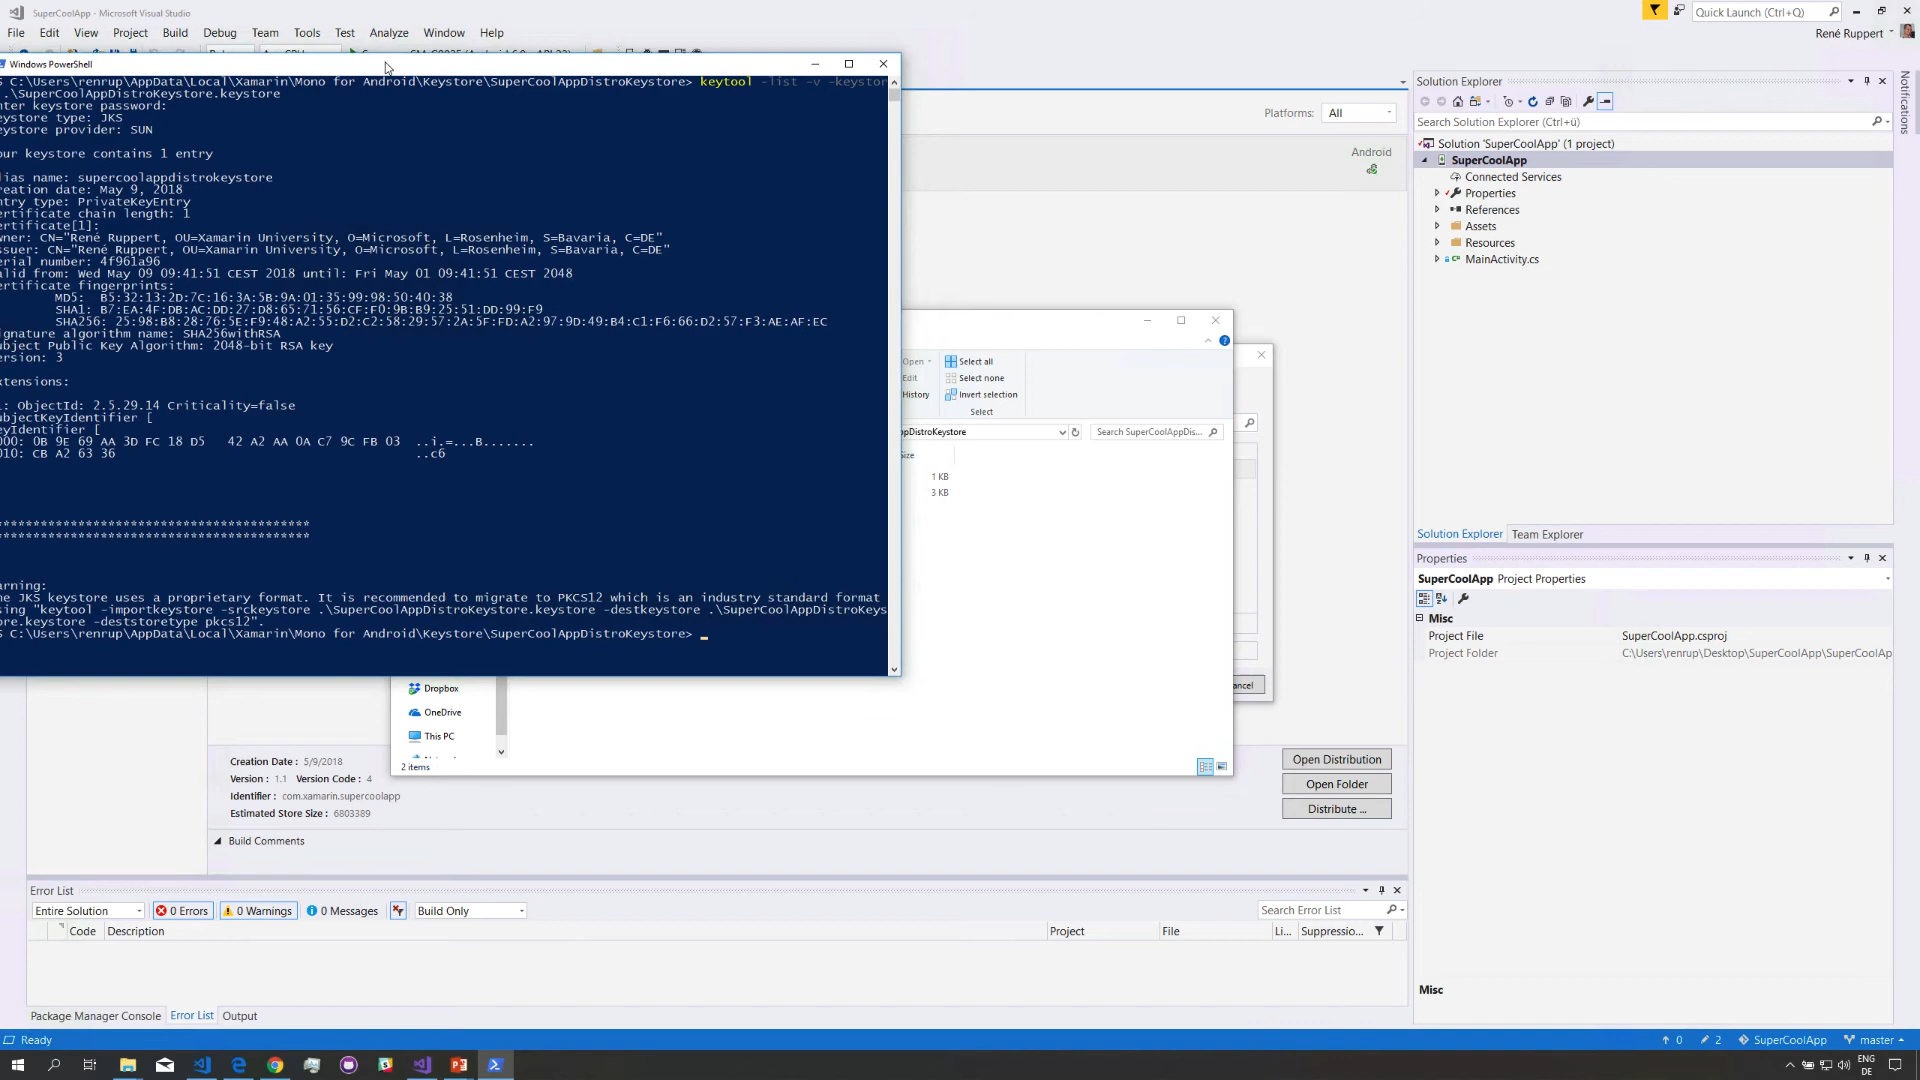 SuperCoolApp - Microsoft Visual Studio
Quick Launch (Ctrl+Q)
File Edit View Project Build Debug Team Tools Test Analyze Window Help
René Ruppert
Windows PowerShell
S C:\Users\renrup\AppData\Local\Xamarin\Mono for Android\Keystore\SuperCoolAppDistroKeystore> keytool -list -v -keystor
.\SuperCoolAppDistroKeystore.keystore
nter keystore password:
eystore type: JKS
eystore provider: SUN
our keystore contains 1 entry
lias name: supercoolappdistrokeystore
reation date: May 9, 2018
ntry type: PrivateKeyEntry
ertificate chain length: 1
ertificate[1]:
wner: CN="René Ruppert, OU=Xamarin University, O=Microsoft, L=Rosenheim, S=Bavaria, C=DE"
ssuer: CN="René Ruppert, OU=Xamarin University, O=Microsoft, L=Rosenheim, S=Bavaria, C=DE"
erial number: 4f961a96
alid from: Wed May 09 09:41:51 CEST 2018 until: Fri May 01 09:41:51 CEST 2048
ertificate fingerprints:
MD5: B5:32:13:2D:7C:16:3A:5B:9A:01:35:99:98:50:40:38
SHA1: B7:EA:4F:DB:AC:DD:27:D8:65:71:56:CF:F0:9B:B9:25:51:DD:99:F9
SHA256: 25:98:B8:28:76:5E:F9:48:A2:55:D2:C2:58:29:57:2A:5F:FD:A2:97:9D:49:B4:C1:F6:66:D2:57:F3:AE:AF:EC
ignature algorithm name: SHA256withRSA
ubject Public Key Algorithm: 2048-bit RSA key
ersion: 3
xtensions:
1: ObjectId: 2.5.29.14 Criticality=false
ubjectKeyIdentifier [
eyIdentifier [
000: 0B 9E 69 AA 3D FC 18 D5 42 A2 AA 0A C7 9C FB 03 ..i.=...B.......
010: CB A2 63 36 ..c6
*******************************************
*******************************************
arning:
he JKS keystore uses a proprietary format. It is recommended to migrate to PKCS12 which is an industry standard format
sing "keytool -importkeystore -srckeystore .\SuperCoolAppDistroKeystore.keystore -destkeystore .\SuperCoolAppDistroKeys
ore.keystore -deststoretype pkcs12".
S C:\Users\renrup\AppData\Local\Xamarin\Mono for Android\Keystore\SuperCoolAppDistroKeystore> _
Platforms: All
Android
Open
Edit
History
Select all
Select none
Invert selection
Select
ppDistroKeystore
Search SuperCoolAppDis...
Size
1 KB
3 KB
ancel
Dropbox
OneDrive
This PC
2 items
Creation Date : 5/9/2018
Version : 1.1 Version Code : 4
Identifier : com.xamarin.supercoolapp
Estimated Store Size : 6803389
Open Distribution
Open Folder
Distribute ...
Build Comments
Error List
Entire Solution 0 Errors 0 Warnings 0 Messages Build Only Search Error List
Code Description Project File Li... Suppressio...
Package Manager Console Error List Output
Solution Explorer
Search Solution Explorer (Ctrl+ü)
Solution 'SuperCoolApp' (1 project)
SuperCoolApp
Connected Services
Properties
References
Assets
Resources
MainActivity.cs
Solution Explorer Team Explorer
Properties
SuperCoolApp Project Properties
Misc
Project File SuperCoolApp.csproj
Project Folder C:\Users\renrup\Desktop\SuperCoolApp\SuperCoolAp
Misc
Notifications
Ready 0 2 SuperCoolApp master
ENG
DE